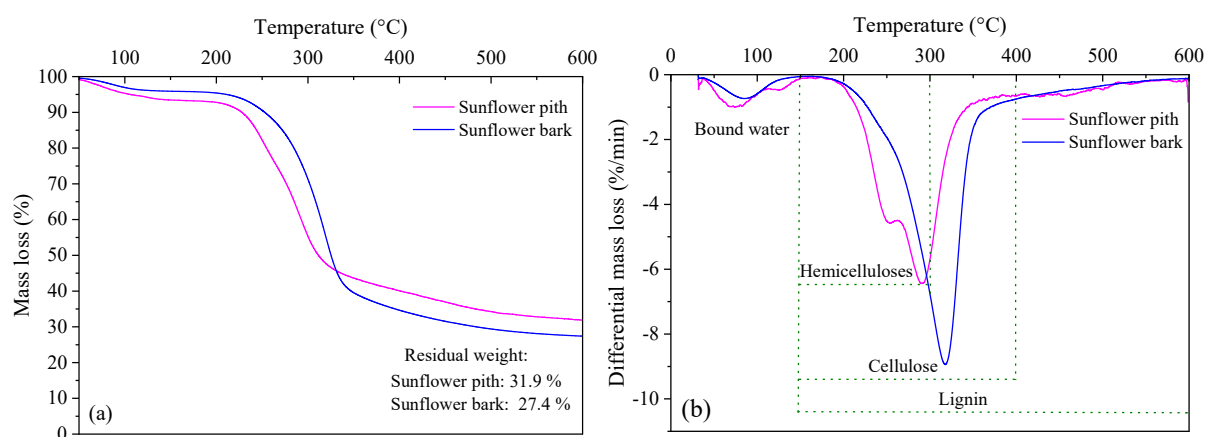 Temperature (°C)
100 200 300 400 500 600
100
95
90
80
70
60
50
40
30
20
10
0
Mass loss (%)
Sunflower pith
Sunflower bark
Residual weight:
Sunflower pith: 31.9 %
Sunflower bark: 27.4 %
(a)
Temperature (°C)
0 100 200 300 400 500 600
0
-2
-4
-6
-8
-10
Differential mass loss (%/min)
Bound water
Sunflower pith
Sunflower bark
Hemicelluloses
Cellulose
Lignin
(b)